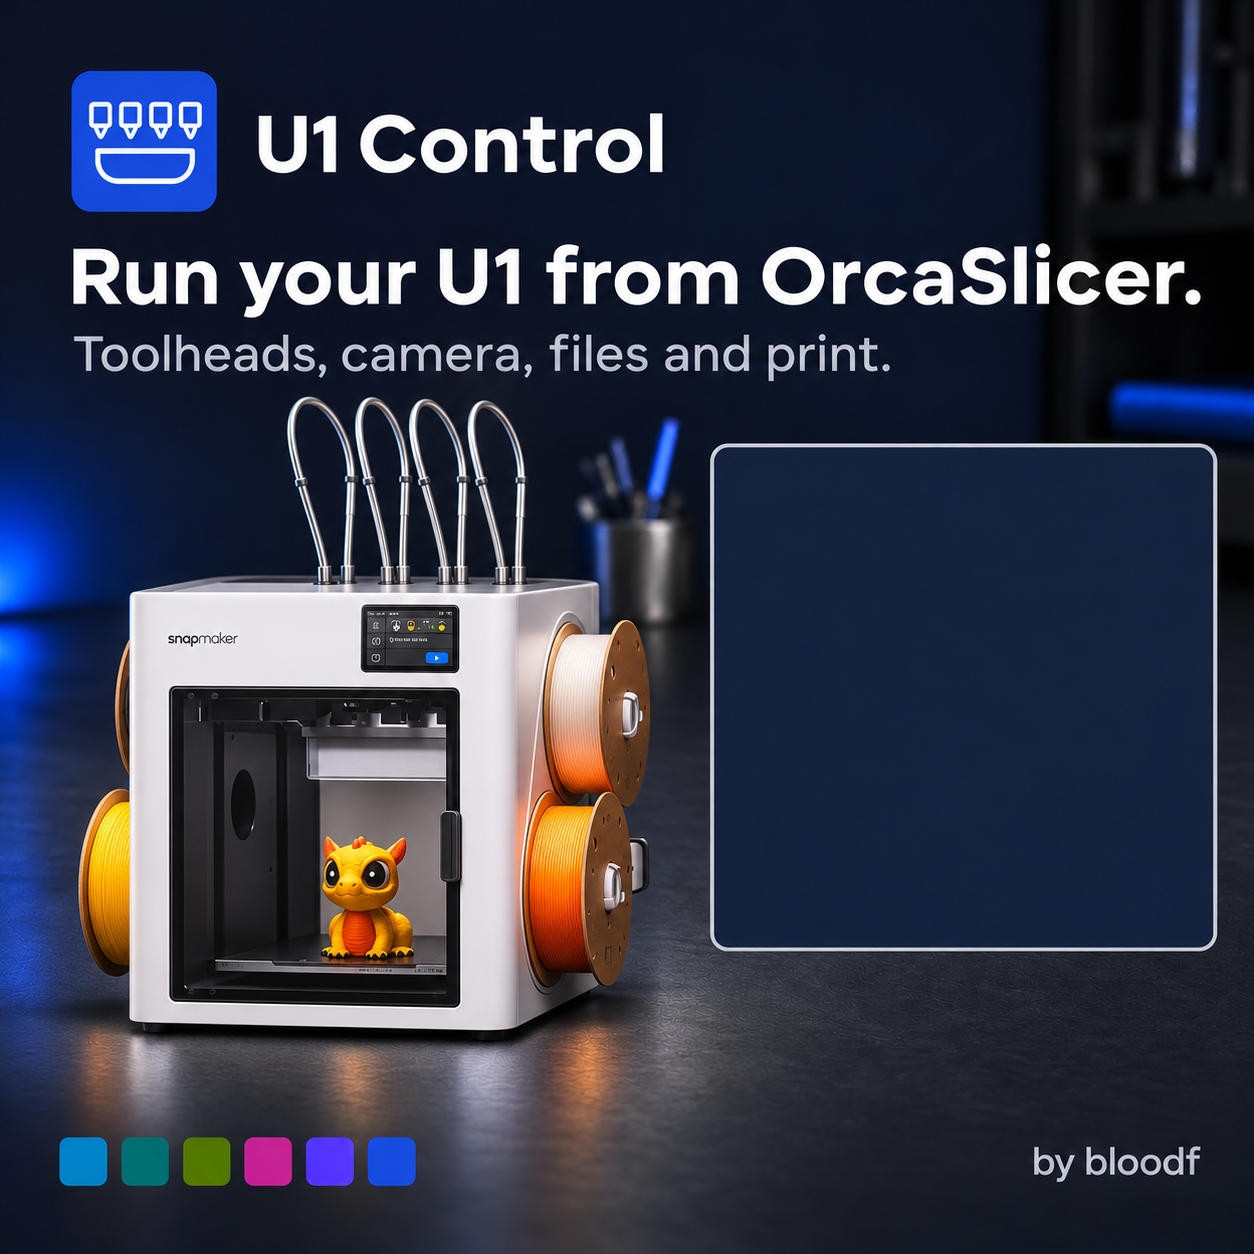 U1 Control
Run your U1 from OrcaSlicer.
Toolheads, camera, files and print.
snapmaker
by bloodf